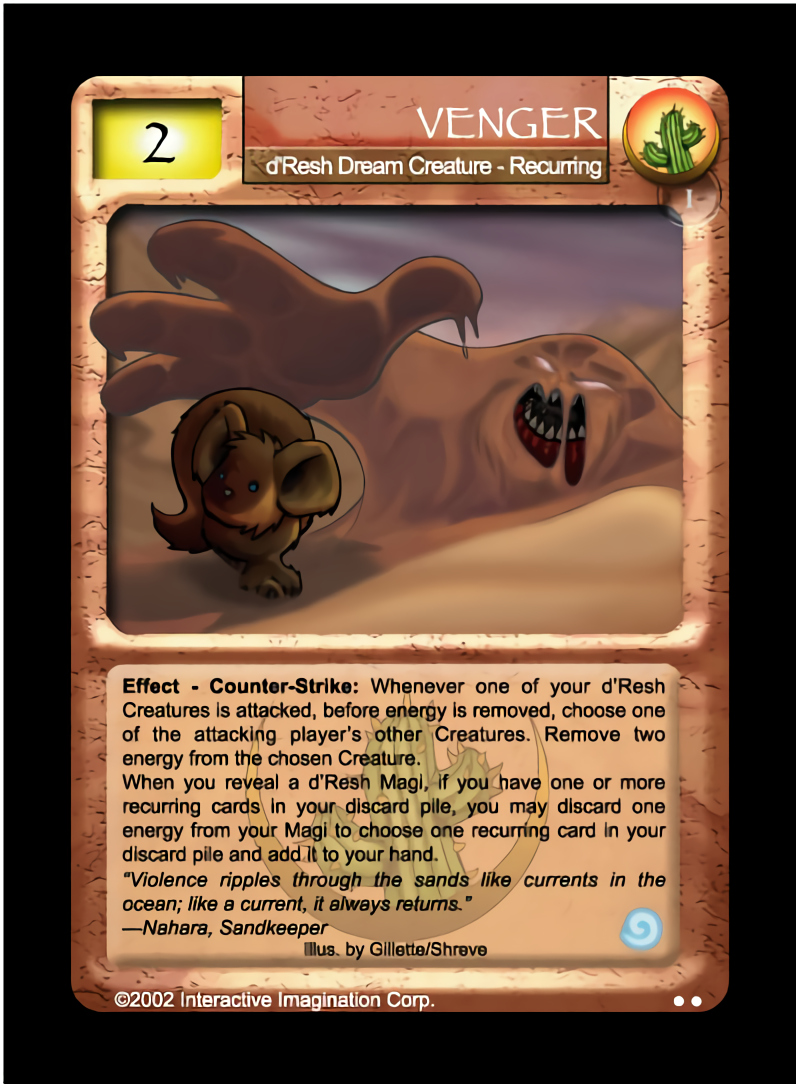 2
VENGER
d'Resh Dream Creature - Recurring
I
Effect - Counter-Strike: Whenever one of your d'Resh
Creatures is attacked, before energy is removed, choose one
of the attacking player's other Creatures. Remove two
energy from the chosen Creature.
When you reveal a d'Resh Magi, if you have one or more
recurring cards in your discard pile, you may discard one
energy from your Magi to choose one recurring card in your
discard pile and add it to your hand.
"Violence ripples through the sands like currents in the
ocean; like a current, it always returns."
—Nahara, Sandkeeper
Illus. by Gillette/Shreve
©2002 Interactive Imagination Corp.